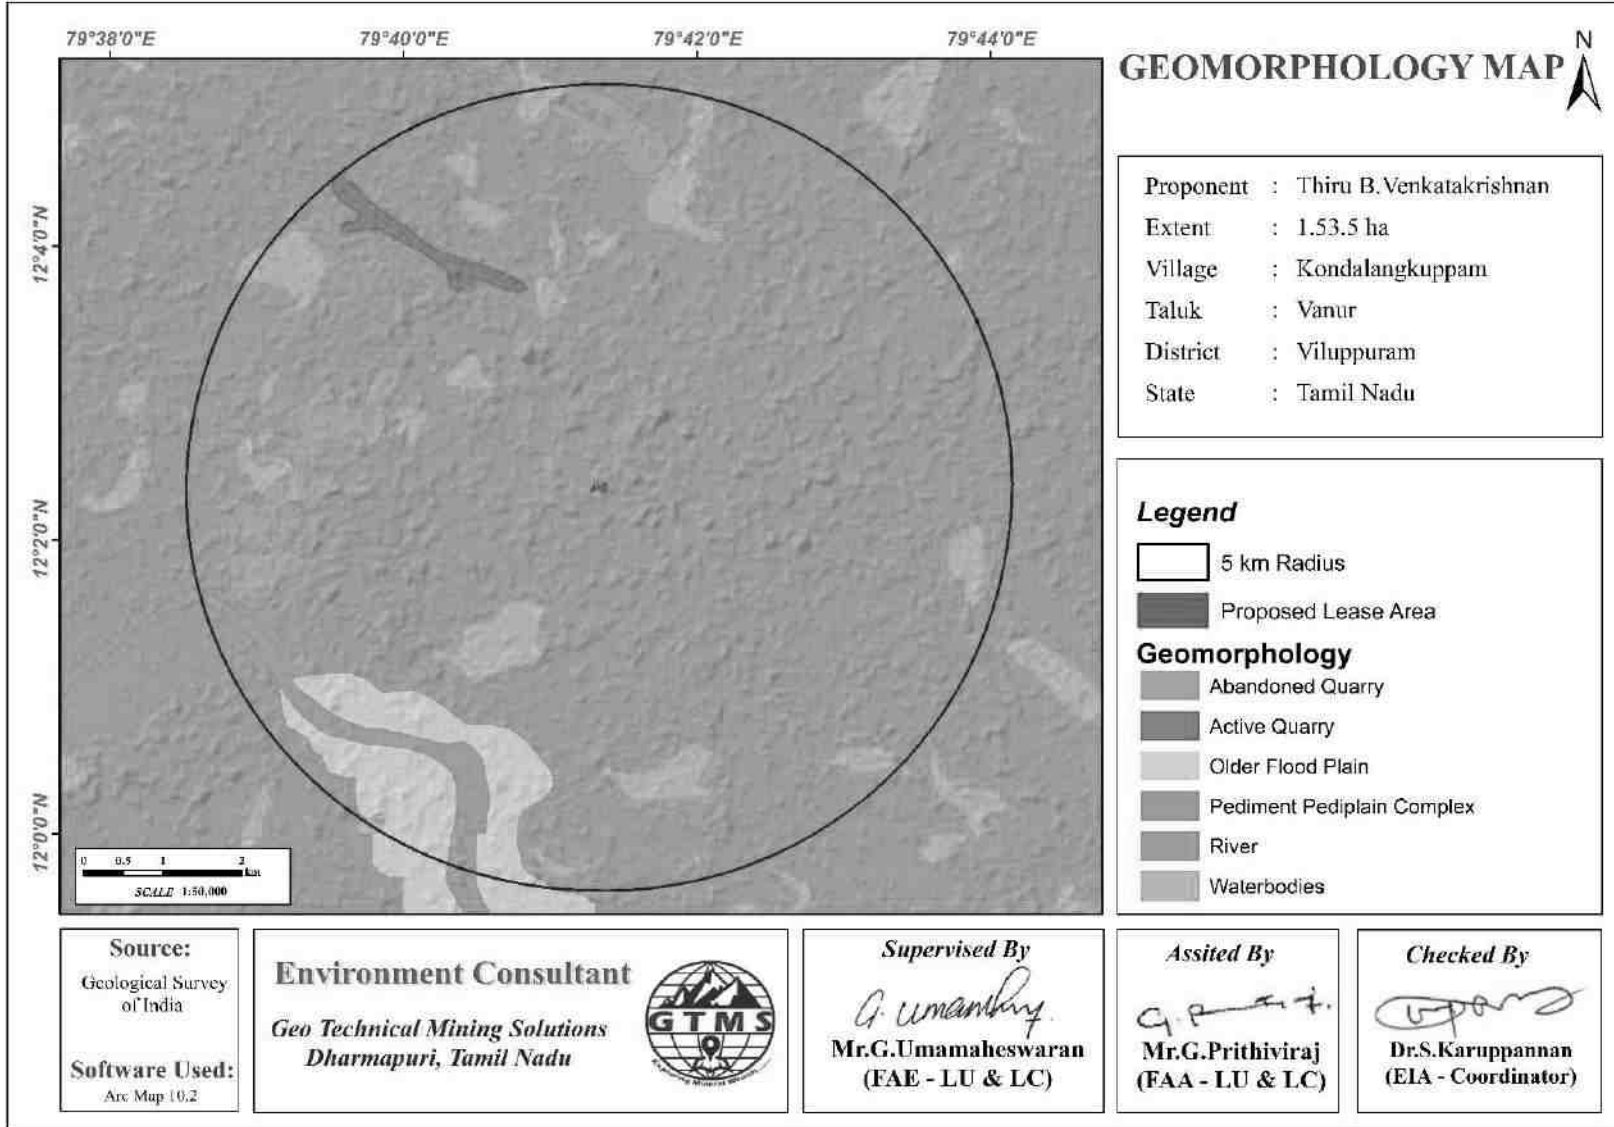 79°38'0"E
79°40'0"E
79°42'0"E
79°44'0"E
12°4'0"N
12°2'0"N
12°0'0"N
0 0.5 1 2
km
SCALE 1:50,000
GEOMORPHOLOGY MAP
N
Proponent : Thiru B.Venkatakrishnan
Extent : 1.53.5 ha
Village : Kondalangkuppam
Taluk : Vanur
District : Viluppuram
State : Tamil Nadu
Legend
5 km Radius
Proposed Lease Area
Geomorphology
Abandoned Quarry
Active Quarry
Older Flood Plain
Pediment Pediplain Complex
River
Waterbodies
Source:
Geological Survey
of India
Software Used:
Arc Map 10.2
Environment Consultant
Geo Technical Mining Solutions
Dharmapuri, Tamil Nadu
GTMS
Exploring Mineral Wealth
Supervised By
G. Umamhy.
Mr.G.Umamaheswaran
(FAE - LU & LC)
Assited By
Mr.G.Prithiviraj
(FAA - LU & LC)
Checked By
Dr.S.Karuppannan
(EIA - Coordinator)